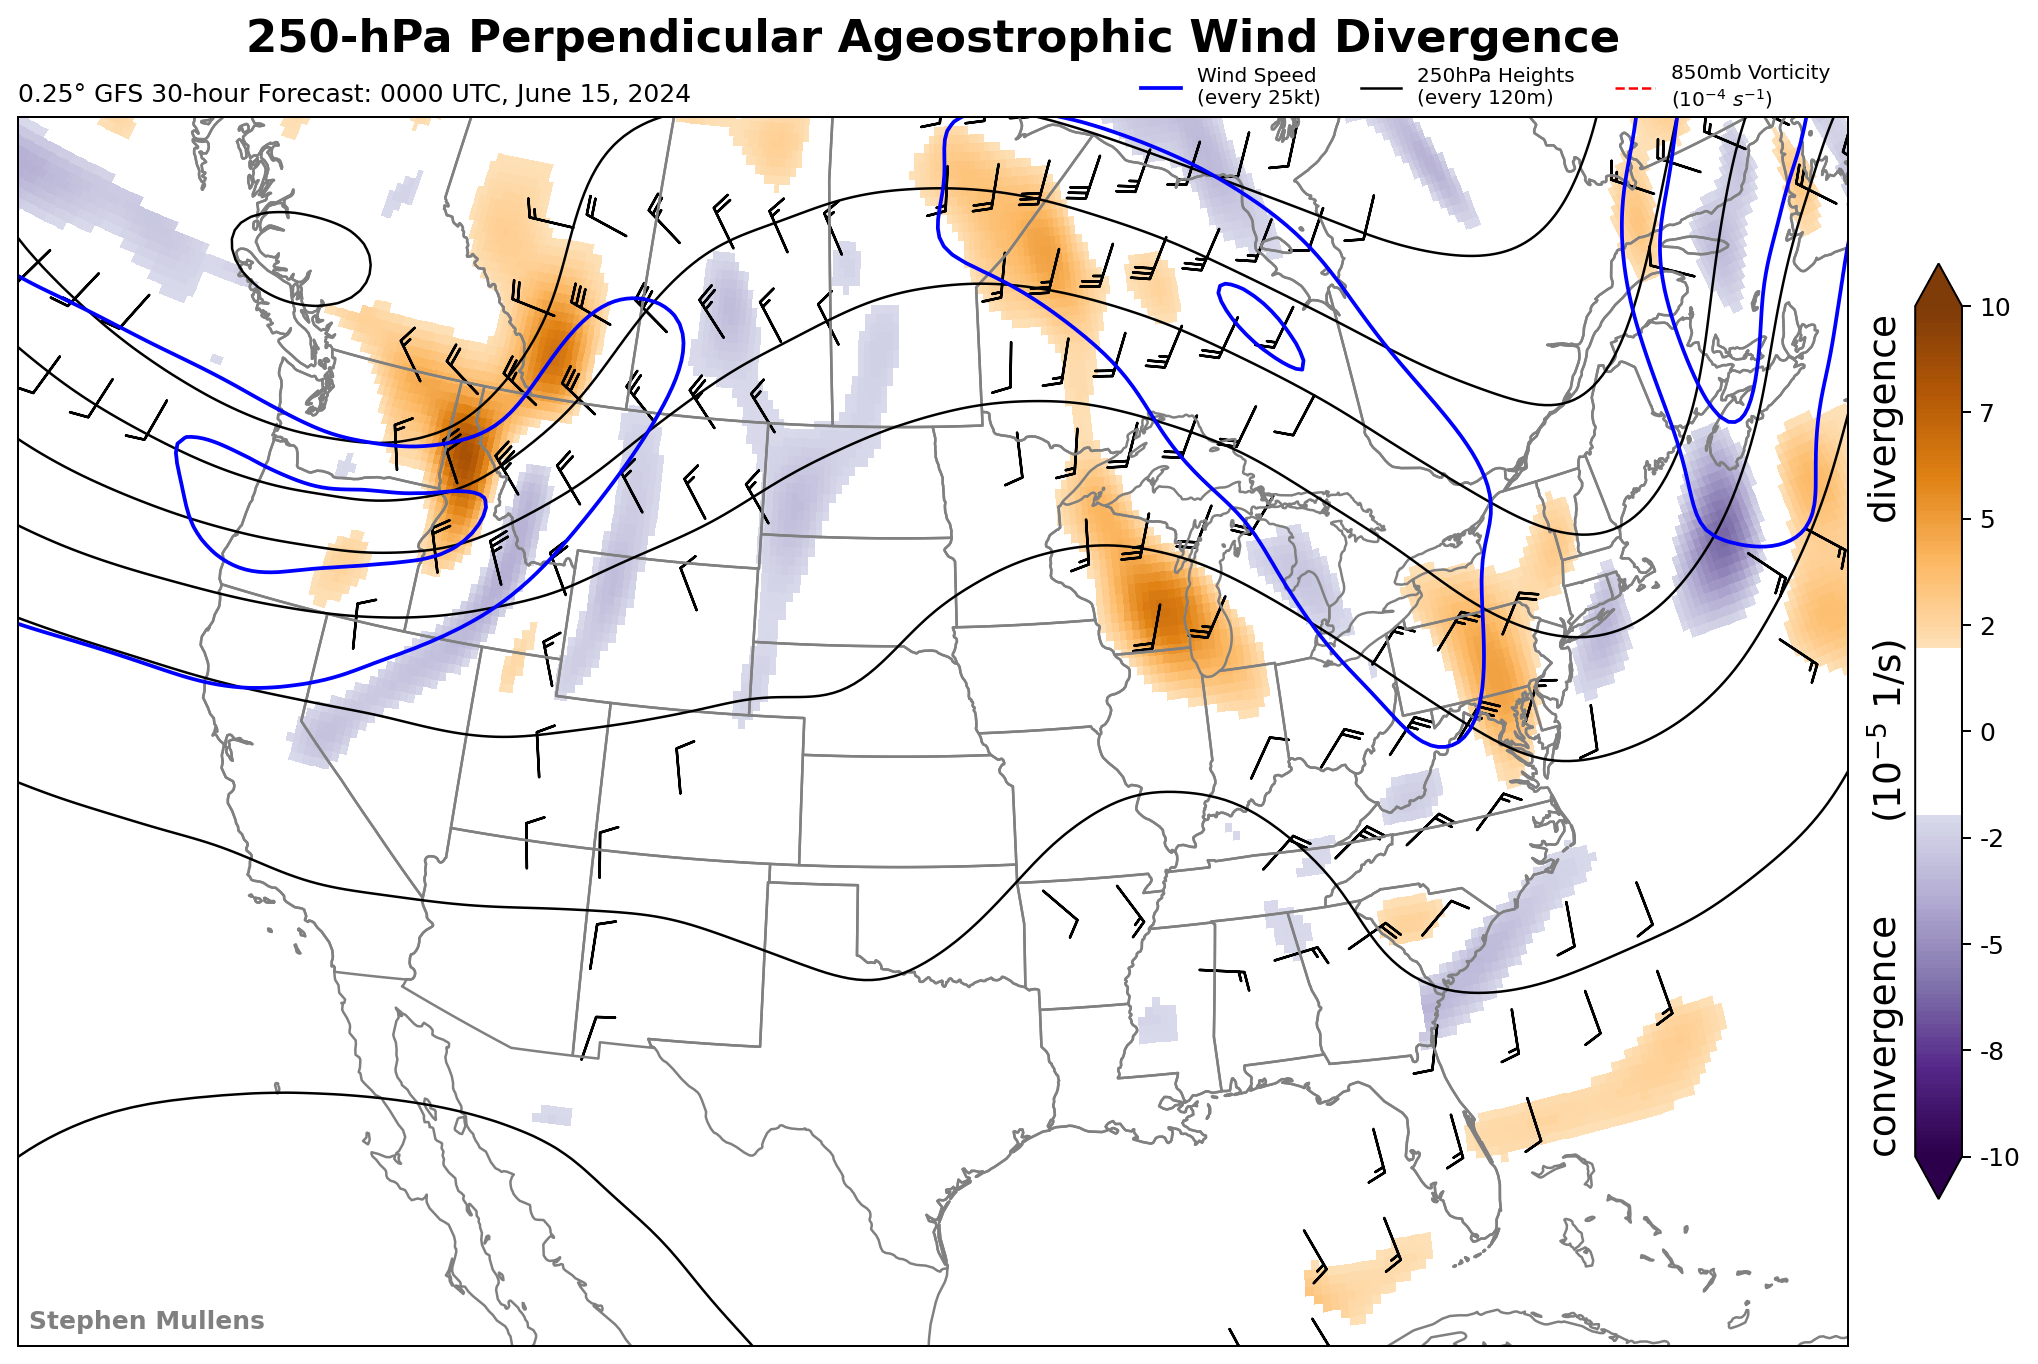 250-hPa Perpendicular Ageostrophic Wind Divergence
0.25° GFS 30-hour Forecast: 0000 UTC, June 15, 2024
Wind Speed
(every 25kt)
250hPa Heights
(every 120m)
850mb Vorticity
(10⁻⁴ s⁻¹)
10
7
5
2
0
-2
-5
-8
-10
convergence (10⁻⁵ 1/s) divergence
Stephen Mullens